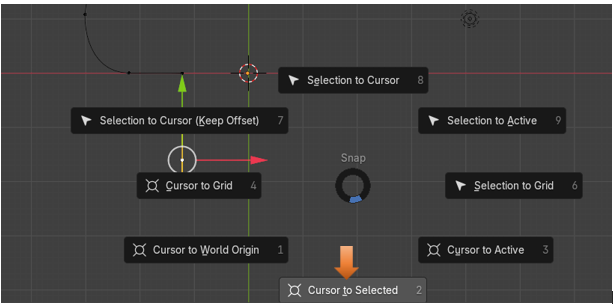 Selection to Cursor 8
Selection to Cursor (Keep Offset) 7
Selection to Active 9
Snap
Cursor to Grid 4
Selection to Grid 6
Cursor to World Origin 1
Cursor to Active 3
Cursor to Selected 2